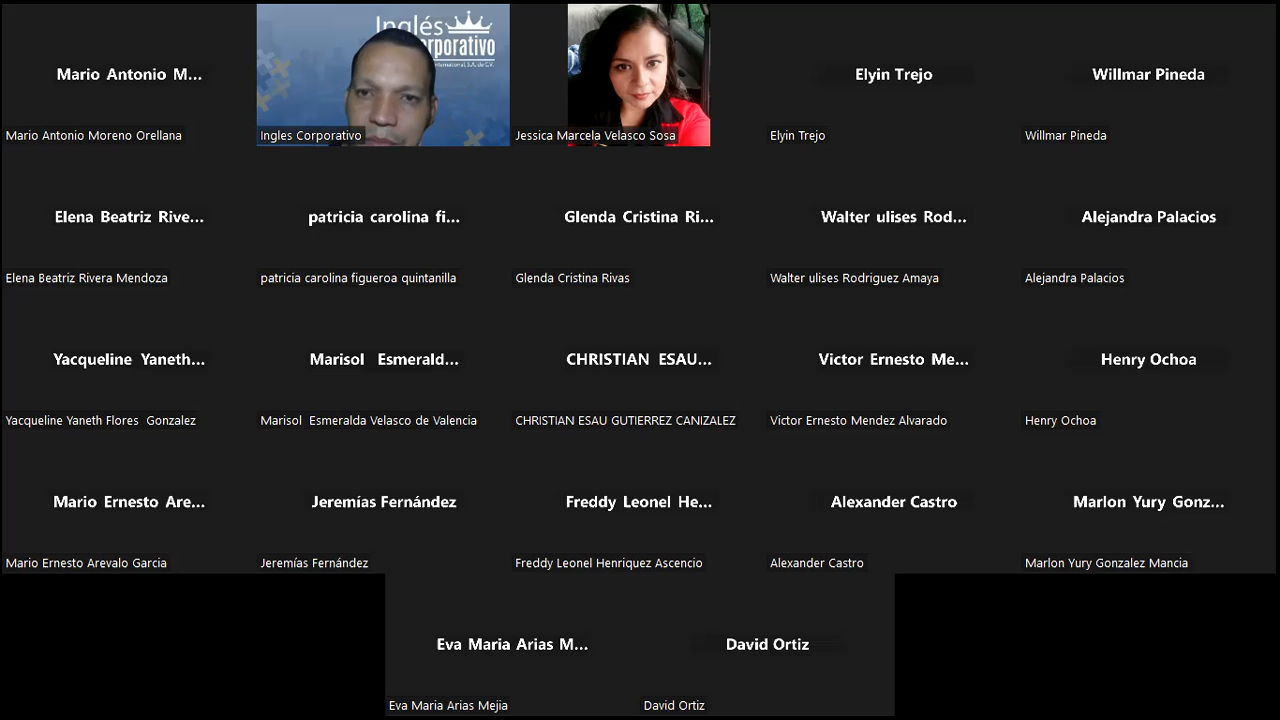 Mario Antonio M...
Mario Antonio Moreno Orellana
Inglés
rporativo
International, S.A. de C.V.
Ingles Corporativo
Jessica Marcela Velasco Sosa
Elyin Trejo
Elyin Trejo
Willmar Pineda
Willmar Pineda
Elena Beatriz Rive...
Elena Beatriz Rivera Mendoza
patricia carolina fi...
patricia carolina figueroa quintanilla
Glenda Cristina Ri...
Glenda Cristina Rivas
Walter ulises Rod...
Walter ulises Rodriguez Amaya
Alejandra Palacios
Alejandra Palacios
Yacqueline Yaneth...
Yacqueline Yaneth Flores  Gonzalez
Marisol  Esmerald...
Marisol  Esmeralda Velasco de Valencia
CHRISTIAN ESAU...
CHRISTIAN ESAU GUTIERREZ CANIZALEZ
Victor Ernesto Me...
Victor Ernesto Mendez Alvarado
Henry Ochoa
Henry Ochoa
Mario Ernesto Are...
Mario Ernesto Arevalo Garcia
Jeremías Fernández
Jeremías Fernández
Freddy Leonel He...
Freddy Leonel Henriquez Ascencio
Alexander Castro
Alexander Castro
Marlon Yury Gonz...
Marlon Yury Gonzalez Mancia
Eva Maria Arias M...
Eva Maria Arias Mejia
David Ortiz
David Ortiz